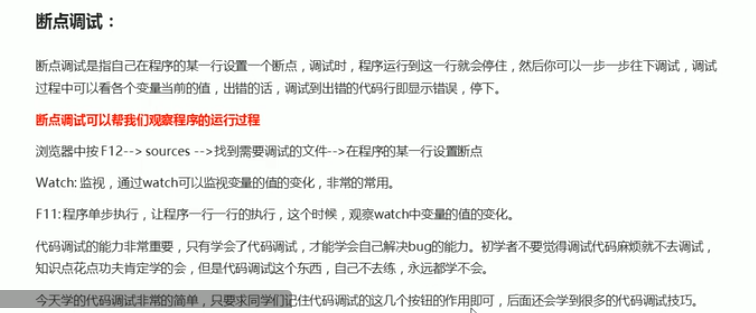 断点调试：
断点调试是指自己在程序的某一行设置一个断点，调试时，程序运行到这一行就会停住，然后你可以一步一步往下调试，调试
过程中可以看各个变量当前的值，出错的话，调试到出错的代码行即显示错误，停下。
断点调试可以帮我们观察程序的运行过程
浏览器中按 F12--> sources -->找到需要调试的文件-->在程序的某一行设置断点
Watch: 监视，通过watch可以监视变量的值的变化，非常的常用。
F11: 程序单步执行，让程序一行一行的执行，这个时候，观察watch中变量的值的变化。
代码调试的能力非常重要，只有学会了代码调试，才能学会自己解决bug的能力。初学者不要觉得调试代码麻烦就不去调试，
知识点花点功夫肯定学的会，但是代码调试这个东西，自己不去练，永远都学不会。
今天学的代码调试非常的简单，只要求同学们记住代码调试的这几个按钮的作用即可，后面还会学到很多的代码调试技巧。